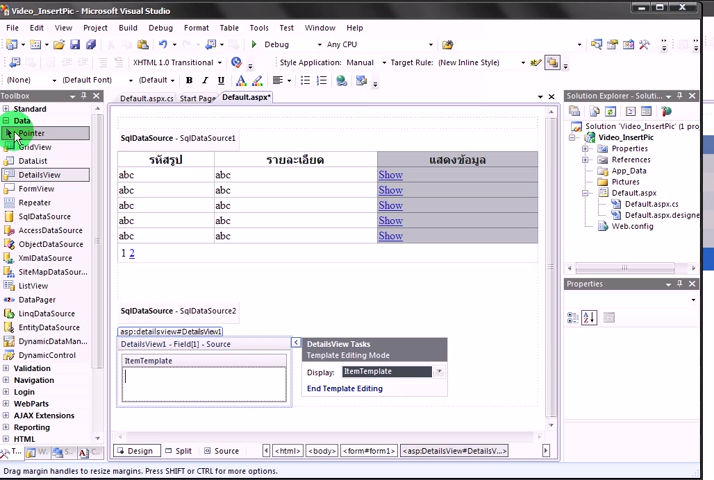 Video_InsertPic - Microsoft Visual Studio
File Edit View Project Build Debug Format Table Tools Test Window Help
Debug Any CPU
XHTML 1.0 Transitional Style Application: Manual Target Rule: (New Inline Style)
(None) (Default Font) (Default B I U A
Toolbox
Default.aspx.cs Start Page Default.aspx*
Solution Explorer - Video_InsertPic
Standard
Data
Pointer
GridView
DataList
DetailsView
FormView
Repeater
SqlDataSource
AccessDataSource
ObjectDataSource
XmlDataSource
SiteMapDataSour...
ListView
DataPager
LinqDataSource
EntityDataSource
DynamicDataMan...
DynamicControl
Validation
Navigation
Login
WebParts
AJAX Extensions
Reporting
HTML
SqlDataSource - SqlDataSource1
รหัสรูป รายละเอียด แสดงข้อมูล
abc abc Show
abc abc Show
abc abc Show
abc abc Show
abc abc Show
1 2
SqlDataSource - SqlDataSource2
asp:detailsview#DetailsView1
DetailsView1 - Field[1] - Source
ItemTemplate
DetailsView Tasks
Template Editing Mode
Display: ItemTemplate
End Template Editing
Design Split Source <html> <body> <form#form1> <asp:DetailsView#DetailsV...>
Solution 'Video_InsertPic' (1 proj
Video_InsertPic
Properties
References
App_Data
Pictures
Default.aspx
Default.aspx.cs
Default.aspx.designe
Web.config
Properties
Drag margin handles to resize margins. Press SHIFT or CTRL for more options.